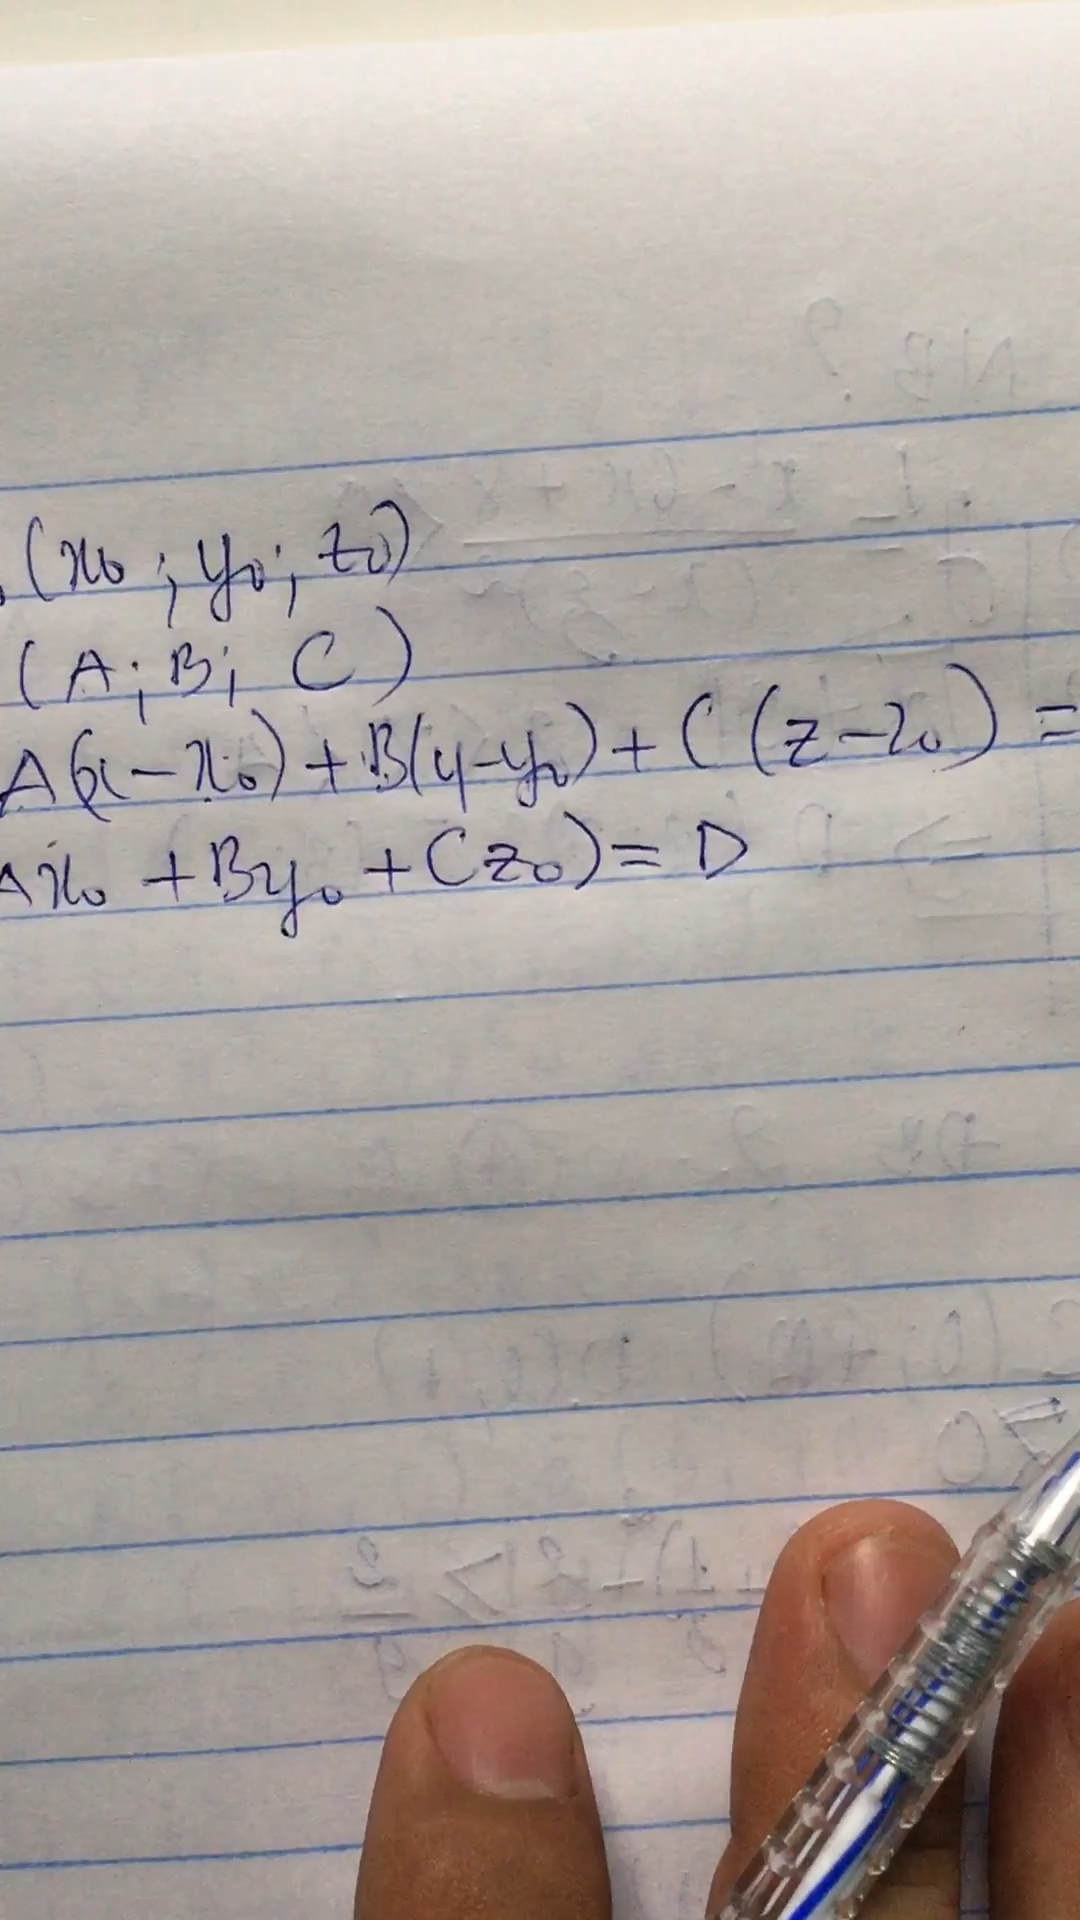 (x₀ ; y₀ ; z₀)
(A ; B ; C)
A(x-x₀)+B(y-y₀)+C(z-z₀)=
Ax₀+By₀+Cz₀)=D